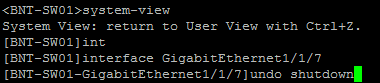 <BNT-SW01>system-view
System View: return to User View with Ctrl+Z.
[BNT-SW01]int
[BNT-SW01]interface GigabitEthernet1/1/7
[BNT-SW01-GigabitEthernet1/1/7]undo shutdown